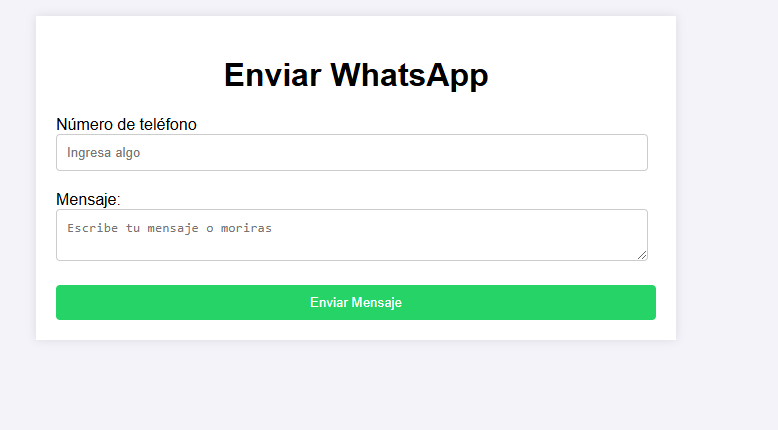 Enviar WhatsApp
Número de teléfono
Ingresa algo
Mensaje:
Escribe tu mensaje o moriras
Enviar Mensaje